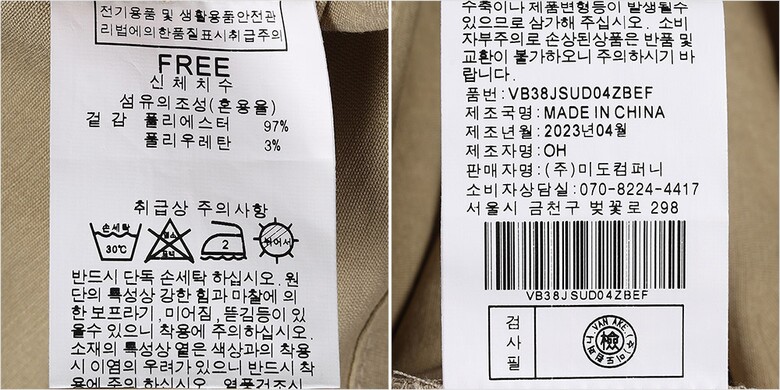 전기용품 및 생활용품안전관
리법에의한품질표시취급주의
FREE
신체치수
섬유의조성(혼용율)
겉감 폴리에스터 97%
폴리우레탄 3%
취급상 주의사항
손세탁
30℃
2
뉘어서
반드시 단독 손세탁 하십시오. 원
단의 특성상 강한 힘과 마찰에 의
한 보프라기, 미어짐, 뜯김등이 있
을수 있으니 착용에 주의하십시오.
소재의 특성상 옅은 색상과의 착용
시 이염의 우려가 있으니 반드시 착
용에 주의 하십시오. 열풍건조시
수축이나 제품변형등이 발생될수
있으므로 삼가해 주십시오. 소비
자부주의로 손상된상품은 반품 및
교환이 불가하오니 주의하시기 바
랍니다.
품번:VB38JSUD04ZBEF
제조국명:MADE IN CHINA
제조년월:2023년04월
제조자명:OH
판매자명:(주)미도컴퍼니
소비자상담실:070-8224-4417
서울시 금천구 벚꽃로 298
VB38JSUD04ZBEF
검사필
VAN AKE.
檢